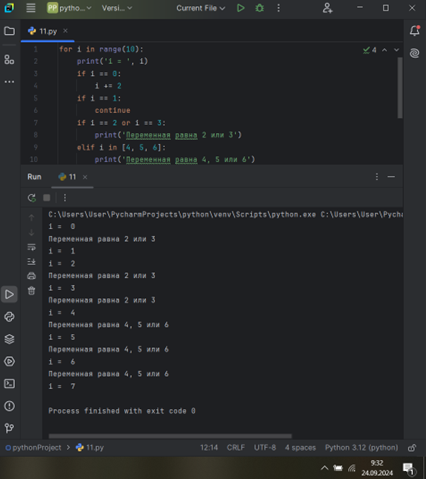 PP pytho... Versi... Current File
11.py
1 for i in range(10):
2 print('i = ', i)
3 if i == 0:
4 i += 2
5 if i == 1:
6 continue
7 if i == 2 or i == 3:
8 print('Переменная равна 2 или 3')
9 elif i in [4, 5, 6]:
10 print('Переменная равна 4, 5 или 6')
4
Run 11
C:\Users\User\PycharmProjects\python\venv\Scripts\python.exe C:\Users\User\Pycha
i =  0
Переменная равна 2 или 3
i =  1
i =  2
Переменная равна 2 или 3
i =  3
Переменная равна 2 или 3
i =  4
Переменная равна 4, 5 или 6
i =  5
Переменная равна 4, 5 или 6
i =  6
Переменная равна 4, 5 или 6
i =  7
Process finished with exit code 0
pythonProject > 11.py 12:14 CRLF UTF-8 4 spaces Python 3.12 (python)
9:32
24.09.2024
1